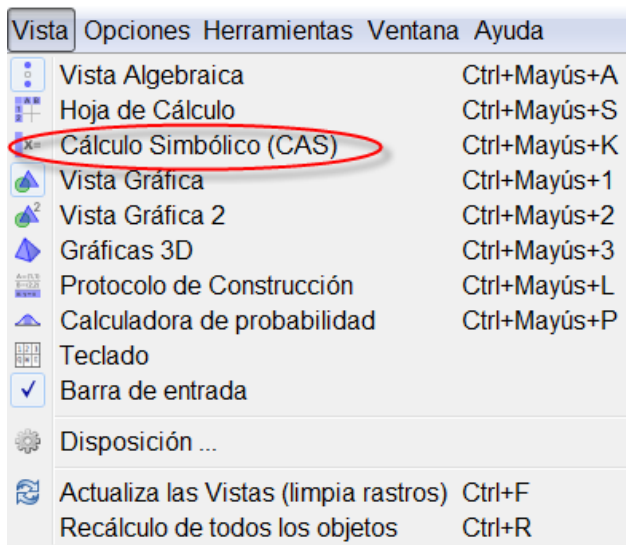 Vista Opciones Herramientas Ventana Ayuda
Vista Algebraica Ctrl+Mayús+A
Hoja de Cálculo Ctrl+Mayús+S
Cálculo Simbólico (CAS) Ctrl+Mayús+K
Vista Gráfica Ctrl+Mayús+1
Vista Gráfica 2 Ctrl+Mayús+2
Gráficas 3D Ctrl+Mayús+3
Protocolo de Construcción Ctrl+Mayús+L
Calculadora de probabilidad Ctrl+Mayús+P
Teclado
Barra de entrada
Disposición ...
Actualiza las Vistas (limpia rastros) Ctrl+F
Recálculo de todos los objetos Ctrl+R